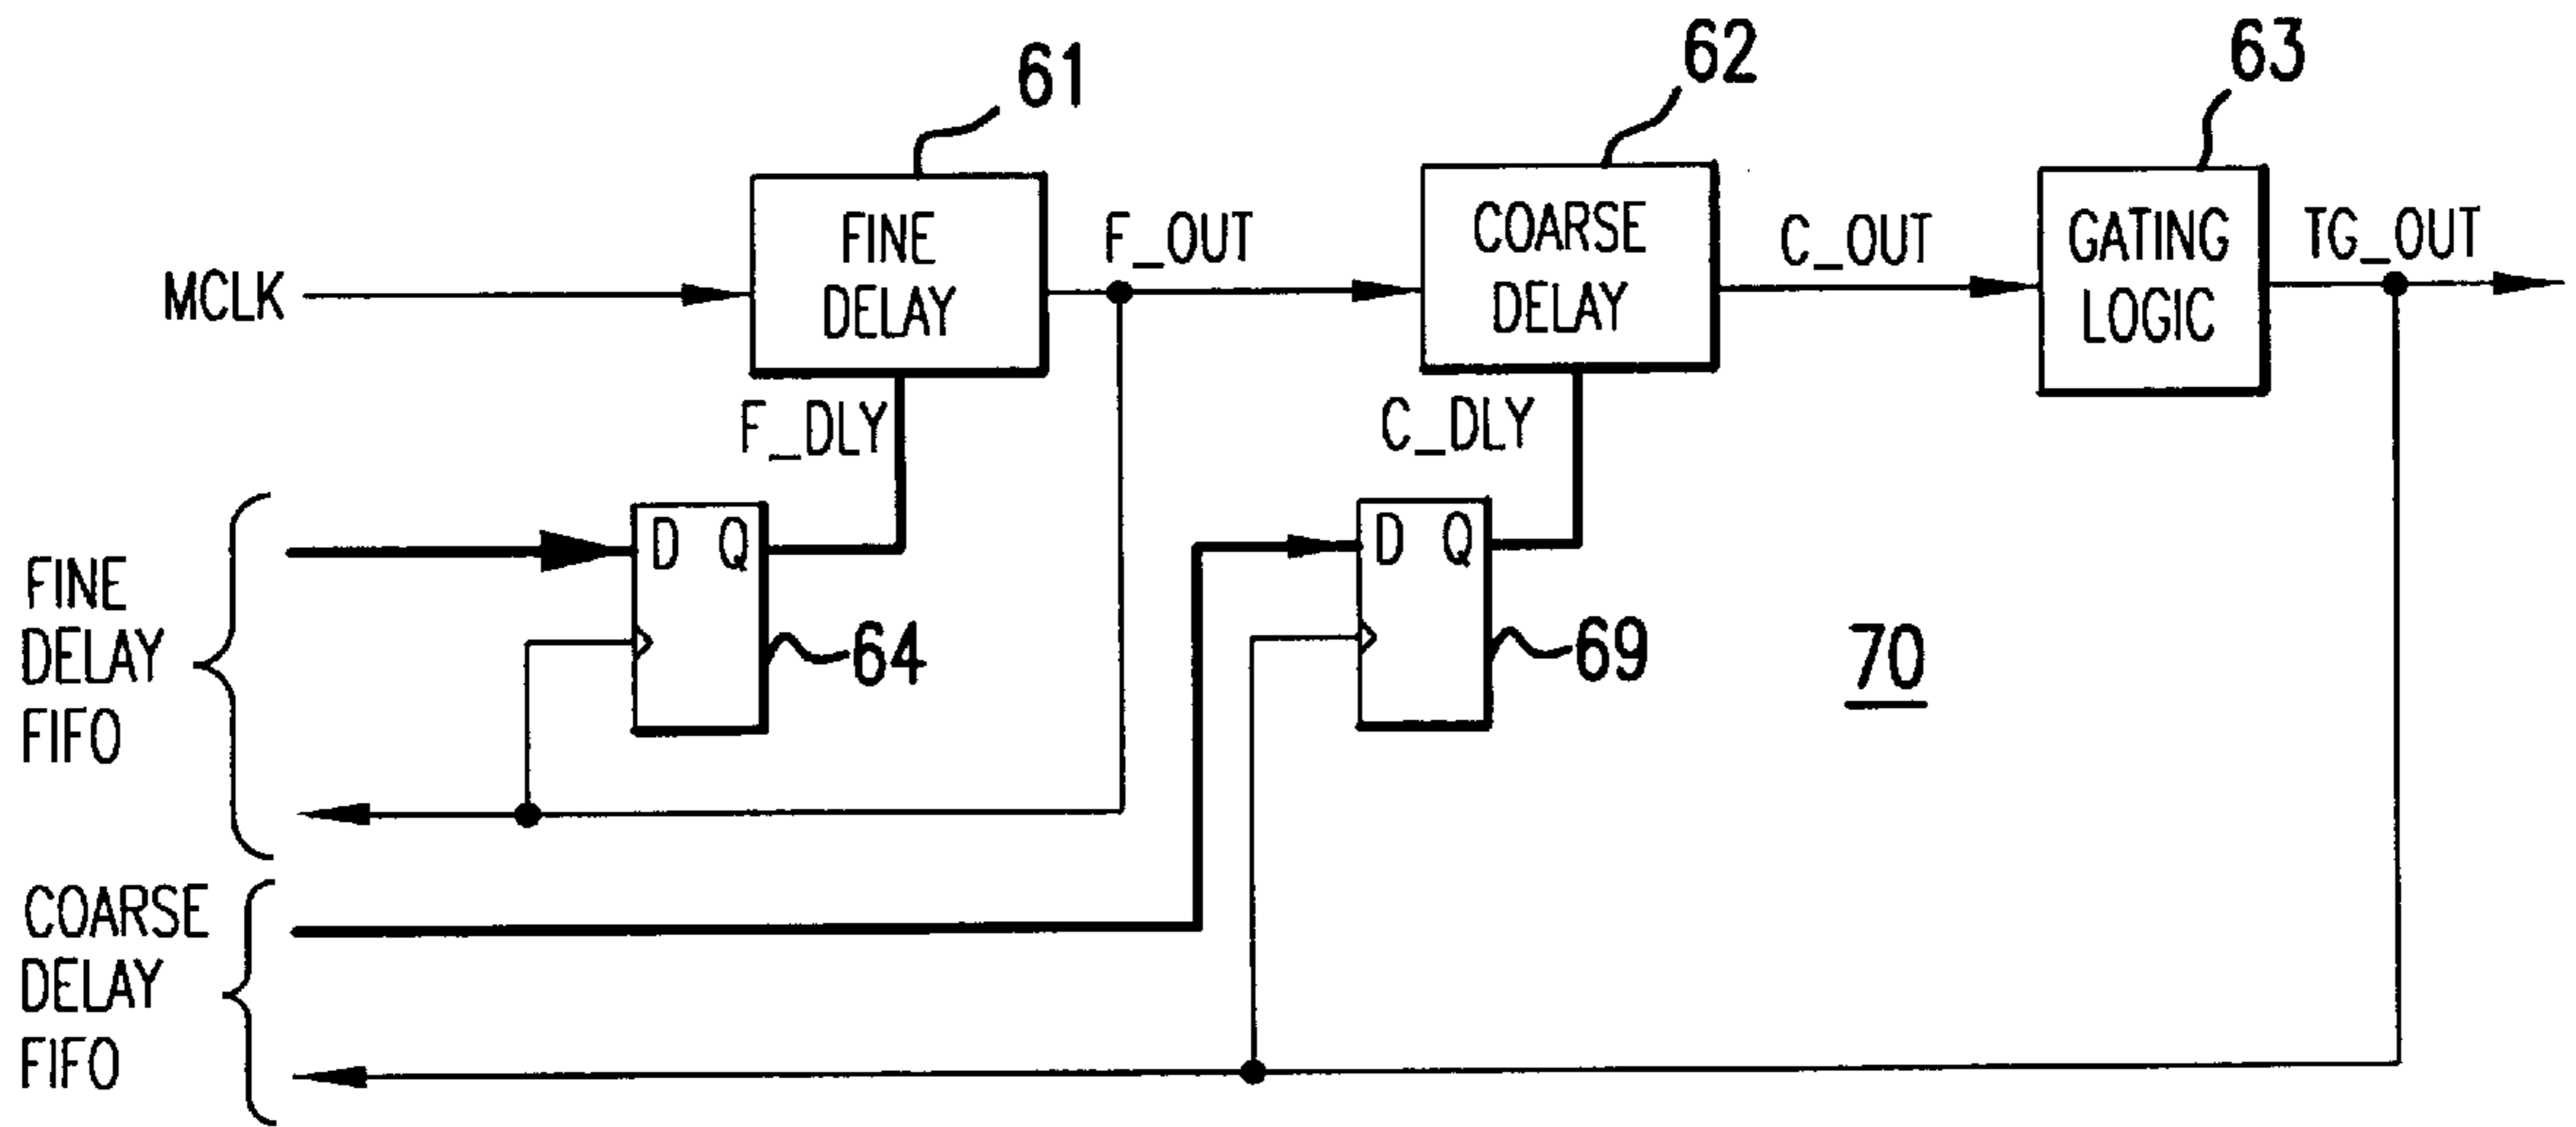 61
62
63
FINE
DELAY
F_OUT
COARSE
DELAY
C_OUT
GATING
LOGIC
TG_OUT
MCLK
F_DLY
C_DLY
D Q
D Q
64
69
70
FINE
DELAY
FIFO
COARSE
DELAY
FIFO